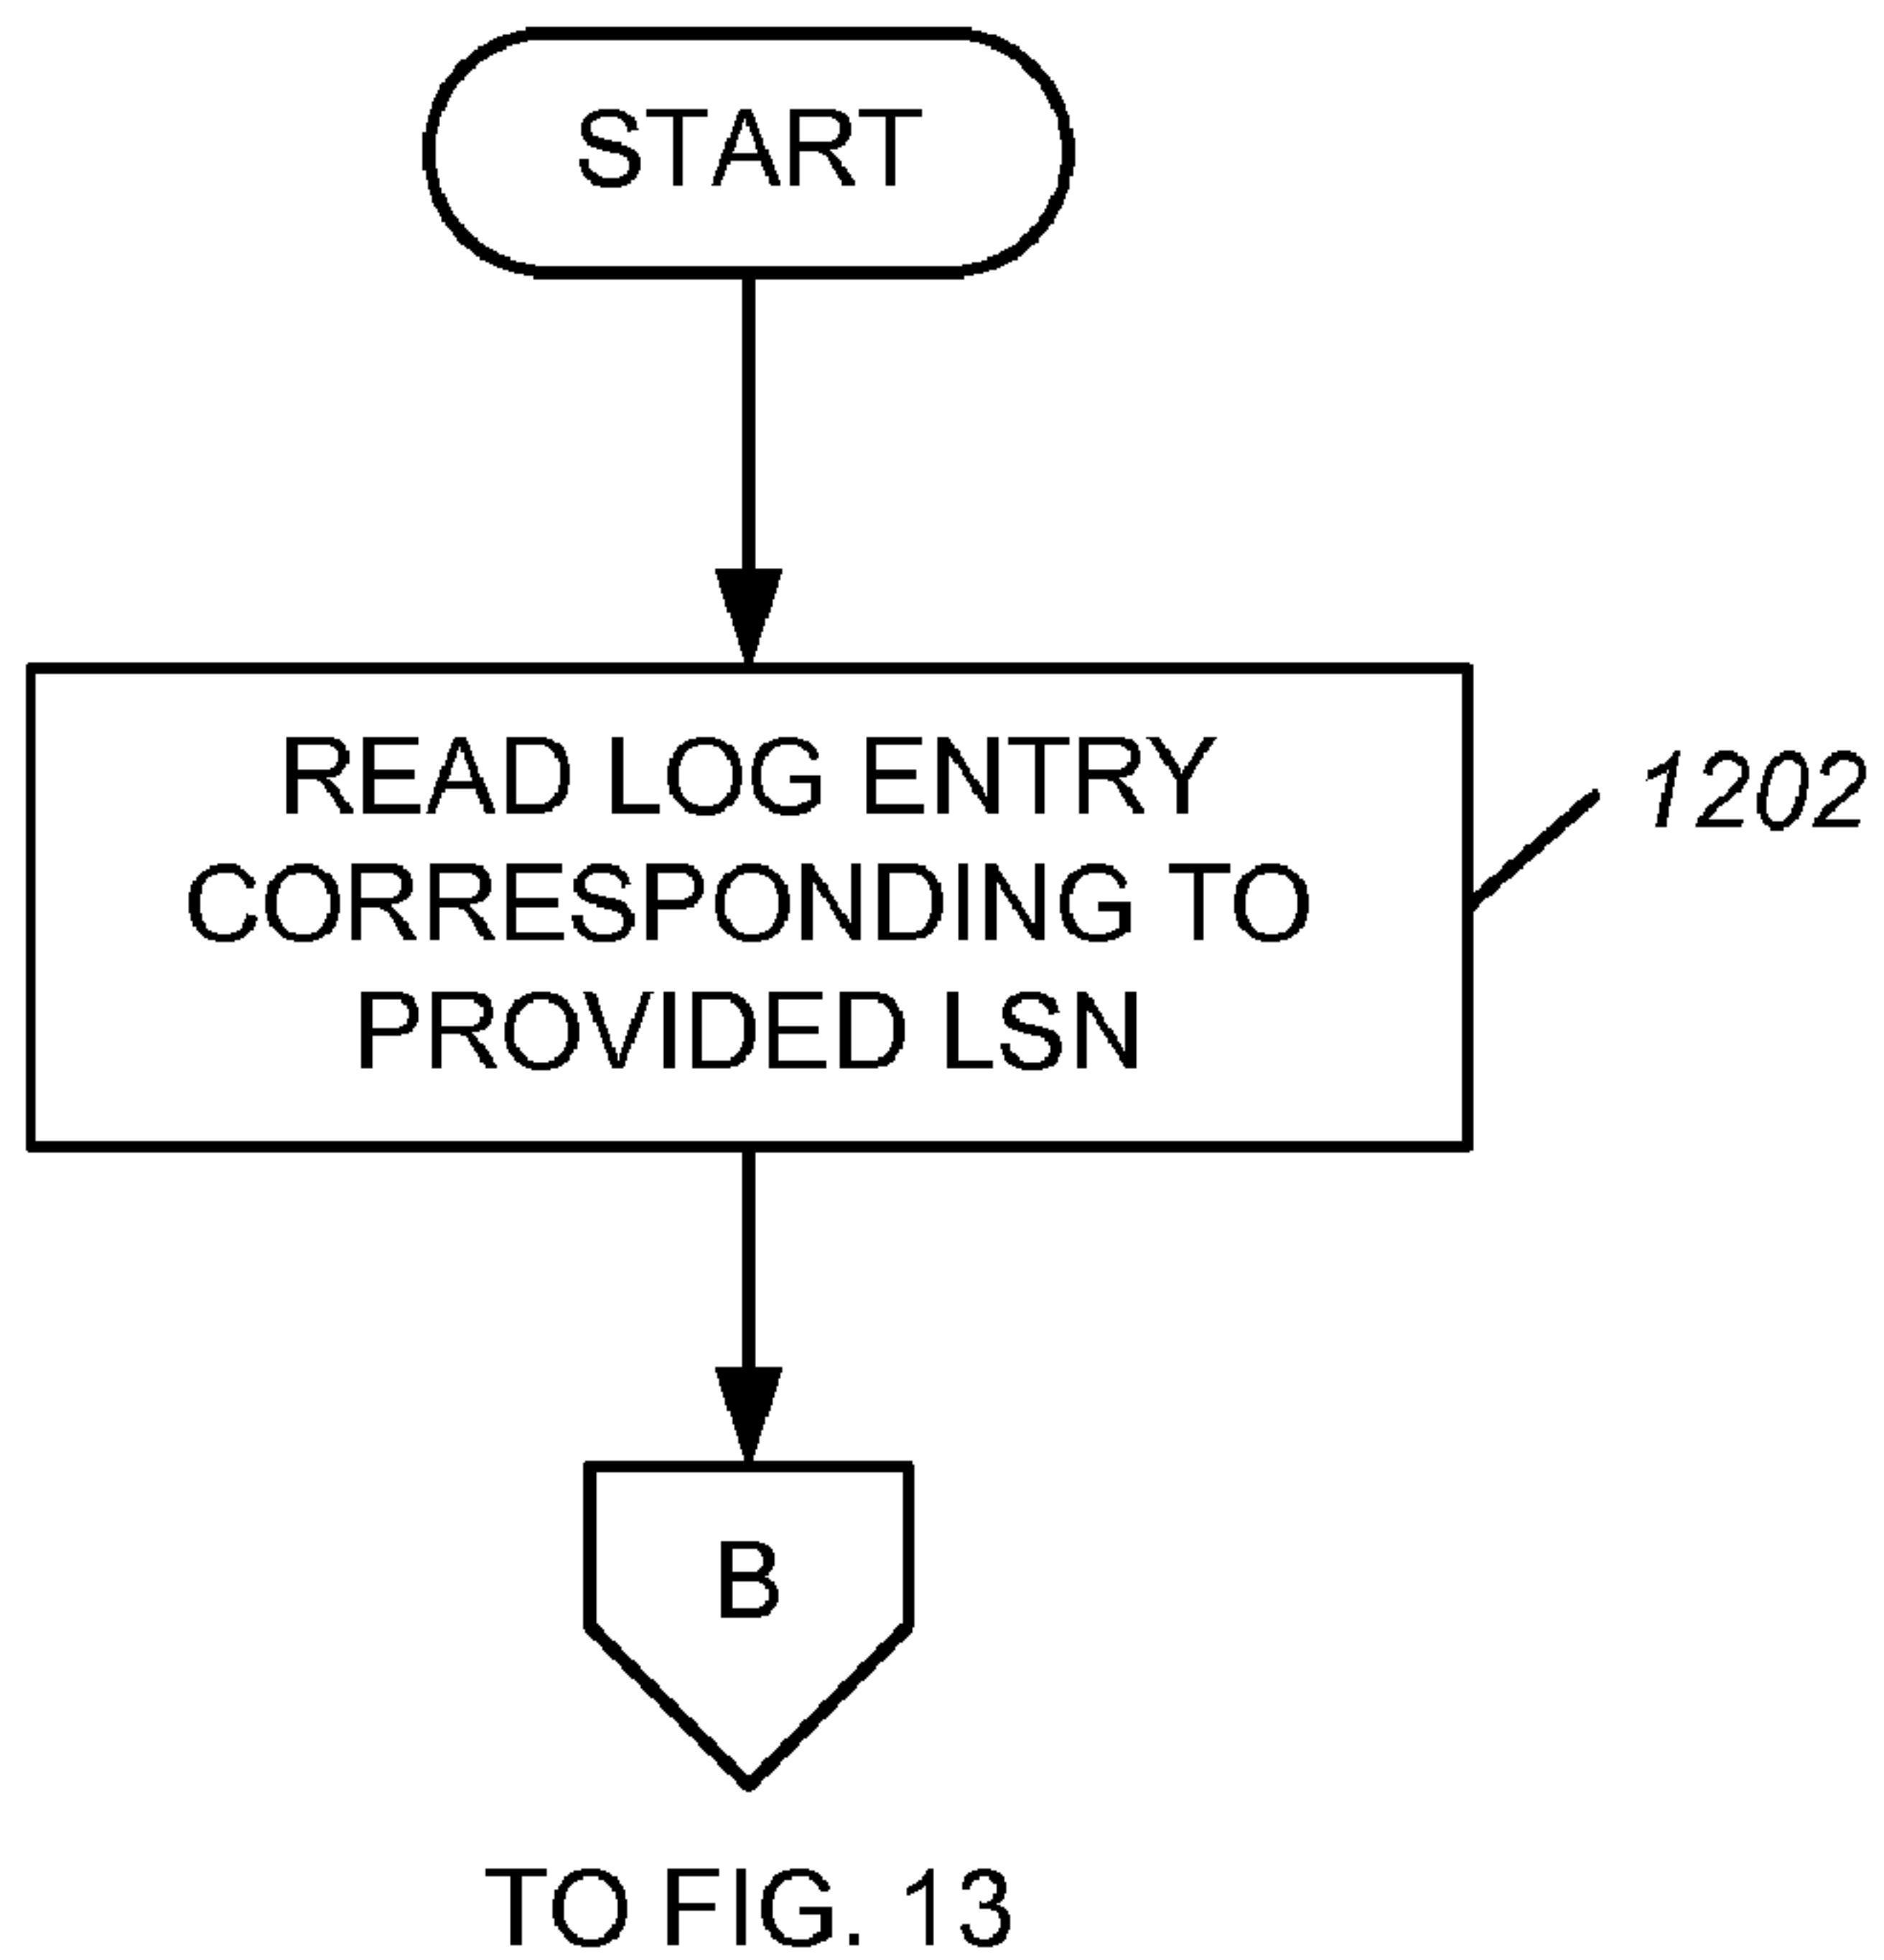 START
READ LOG ENTRY
CORRESPONDING TO
PROVIDED LSN
1202
B
TO FIG. 13